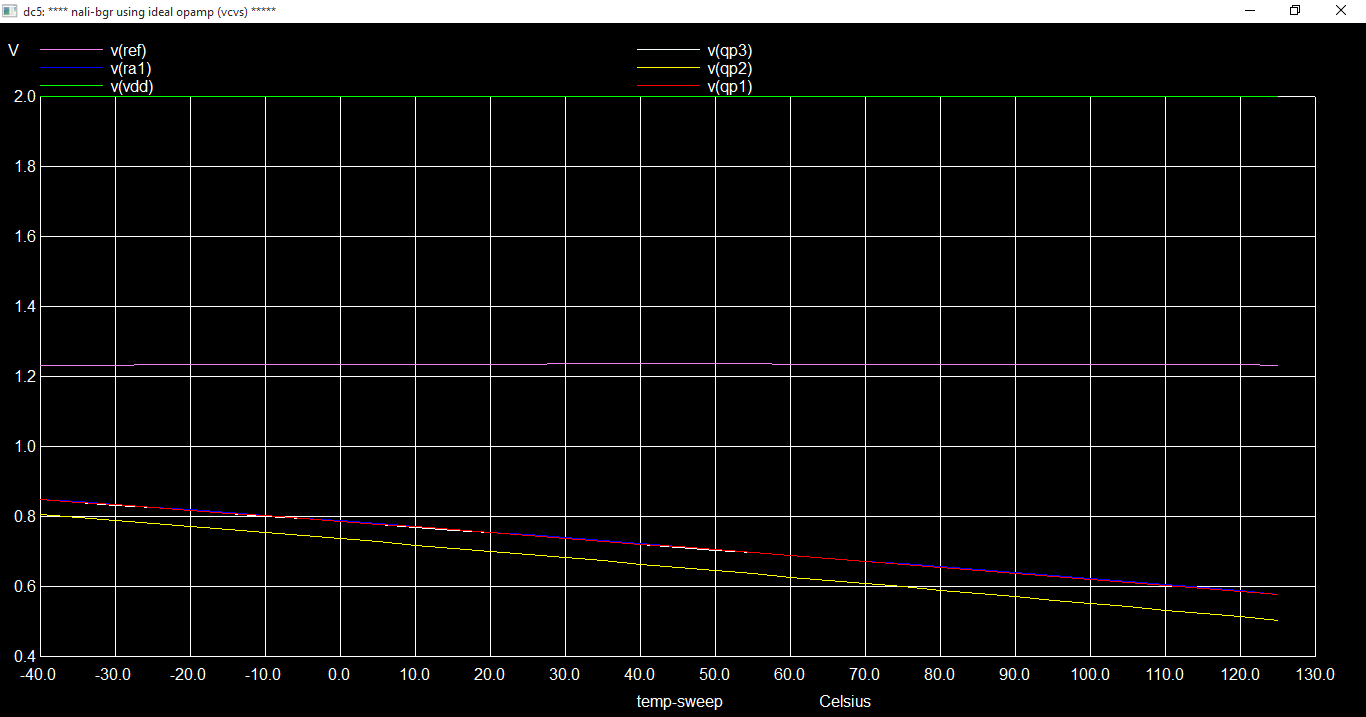 dc5: **** nali-bgr using ideal opamp (vcvs) *****
V
v(ref) v(qp3)
v(ra1) v(qp2)
v(vdd) v(qp1)
2.0
1.8
1.6
1.4
1.2
1.0
0.8
0.6
0.4
-40.0 -30.0 -20.0 -10.0 0.0 10.0 20.0 30.0 40.0 50.0 60.0 70.0 80.0 90.0 100.0 110.0 120.0 130.0
temp-sweep Celsius